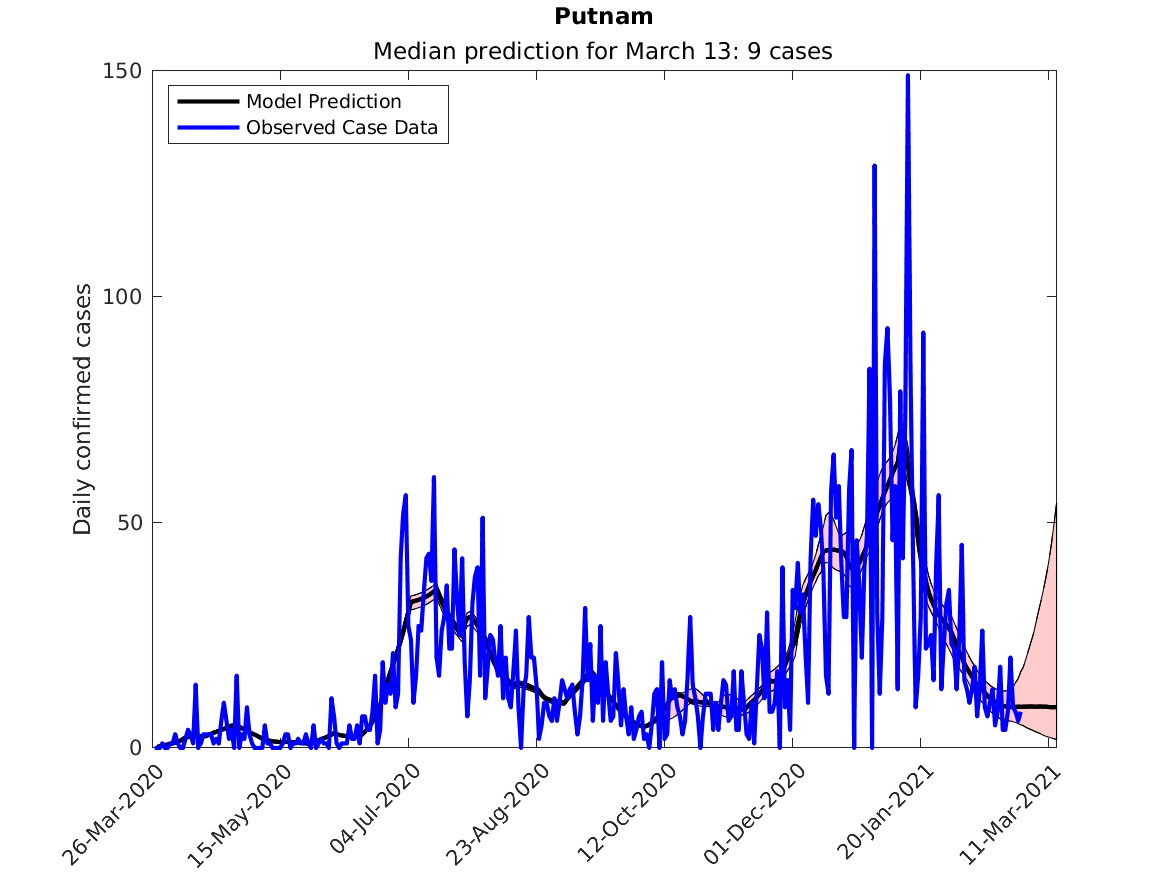 Putnam
Median prediction for March 13: 9 cases
Model Prediction
Observed Case Data
Daily confirmed cases
150
100
50
0
26-Mar-2020
15-May-2020
04-Jul-2020
23-Aug-2020
12-Oct-2020
01-Dec-2020
20-Jan-2021
11-Mar-2021